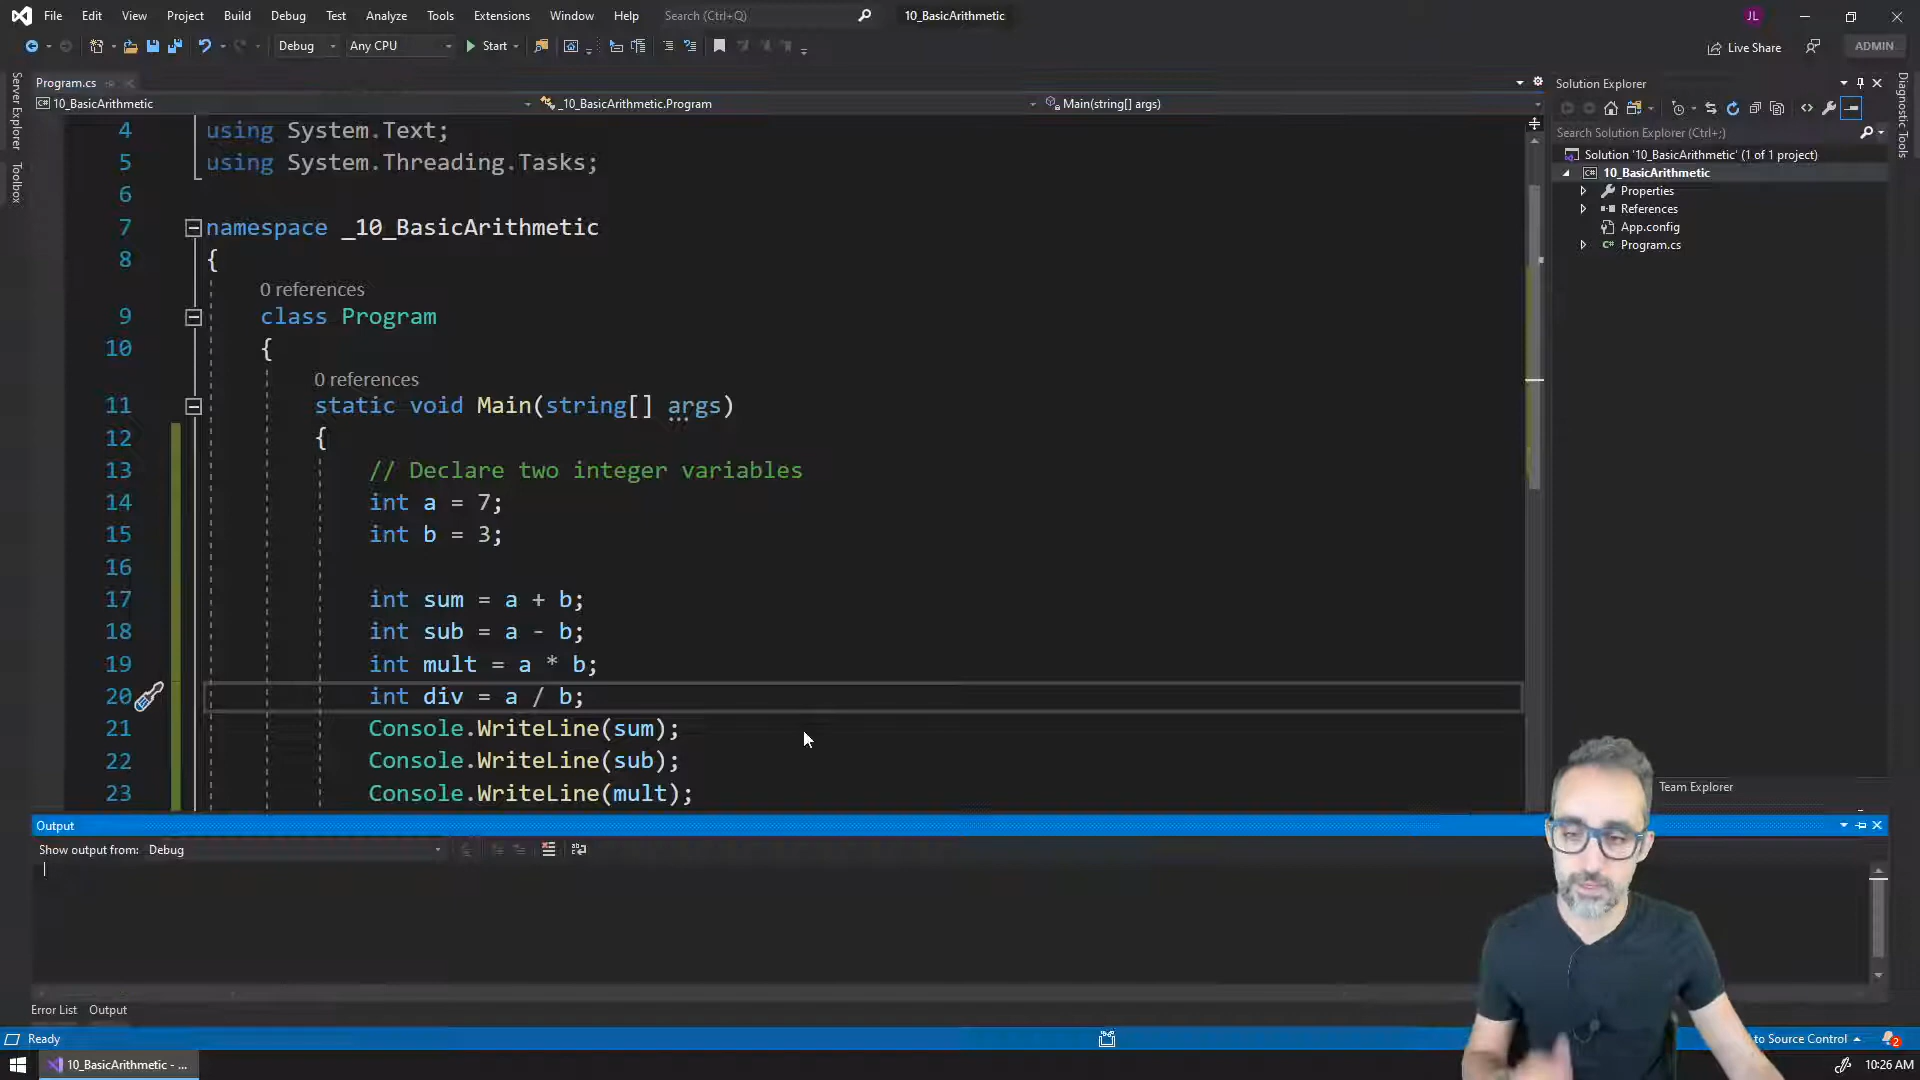 File Edit View Project Build Debug Test Analyze Tools Extensions Window Help Search (Ctrl+Q) 10_BasicArithmetic JL
Debug Any CPU Start Live Share ADMIN
Server Explorer
Toolbox
Program.cs
10_BasicArithmetic _10_BasicArithmetic.Program Main(string[] args)
4 using System.Text;
5 using System.Threading.Tasks;
6
7 namespace _10_BasicArithmetic
8 {
0 references
9 class Program
10 {
0 references
11 static void Main(string[] args)
12 {
13 // Declare two integer variables
14 int a = 7;
15 int b = 3;
16
17 int sum = a + b;
18 int sub = a - b;
19 int mult = a * b;
20 int div = a / b;
21 Console.WriteLine(sum);
22 Console.WriteLine(sub);
23 Console.WriteLine(mult);
Solution Explorer
Search Solution Explorer (Ctrl+;)
Solution '10_BasicArithmetic' (1 of 1 project)
10_BasicArithmetic
Properties
References
App.config
C# Program.cs
Team Explorer
Diagnostic Tools
Output
Show output from: Debug
Error List Output
Ready
to Source Control 2
10_BasicArithmetic - ...
10:26 AM